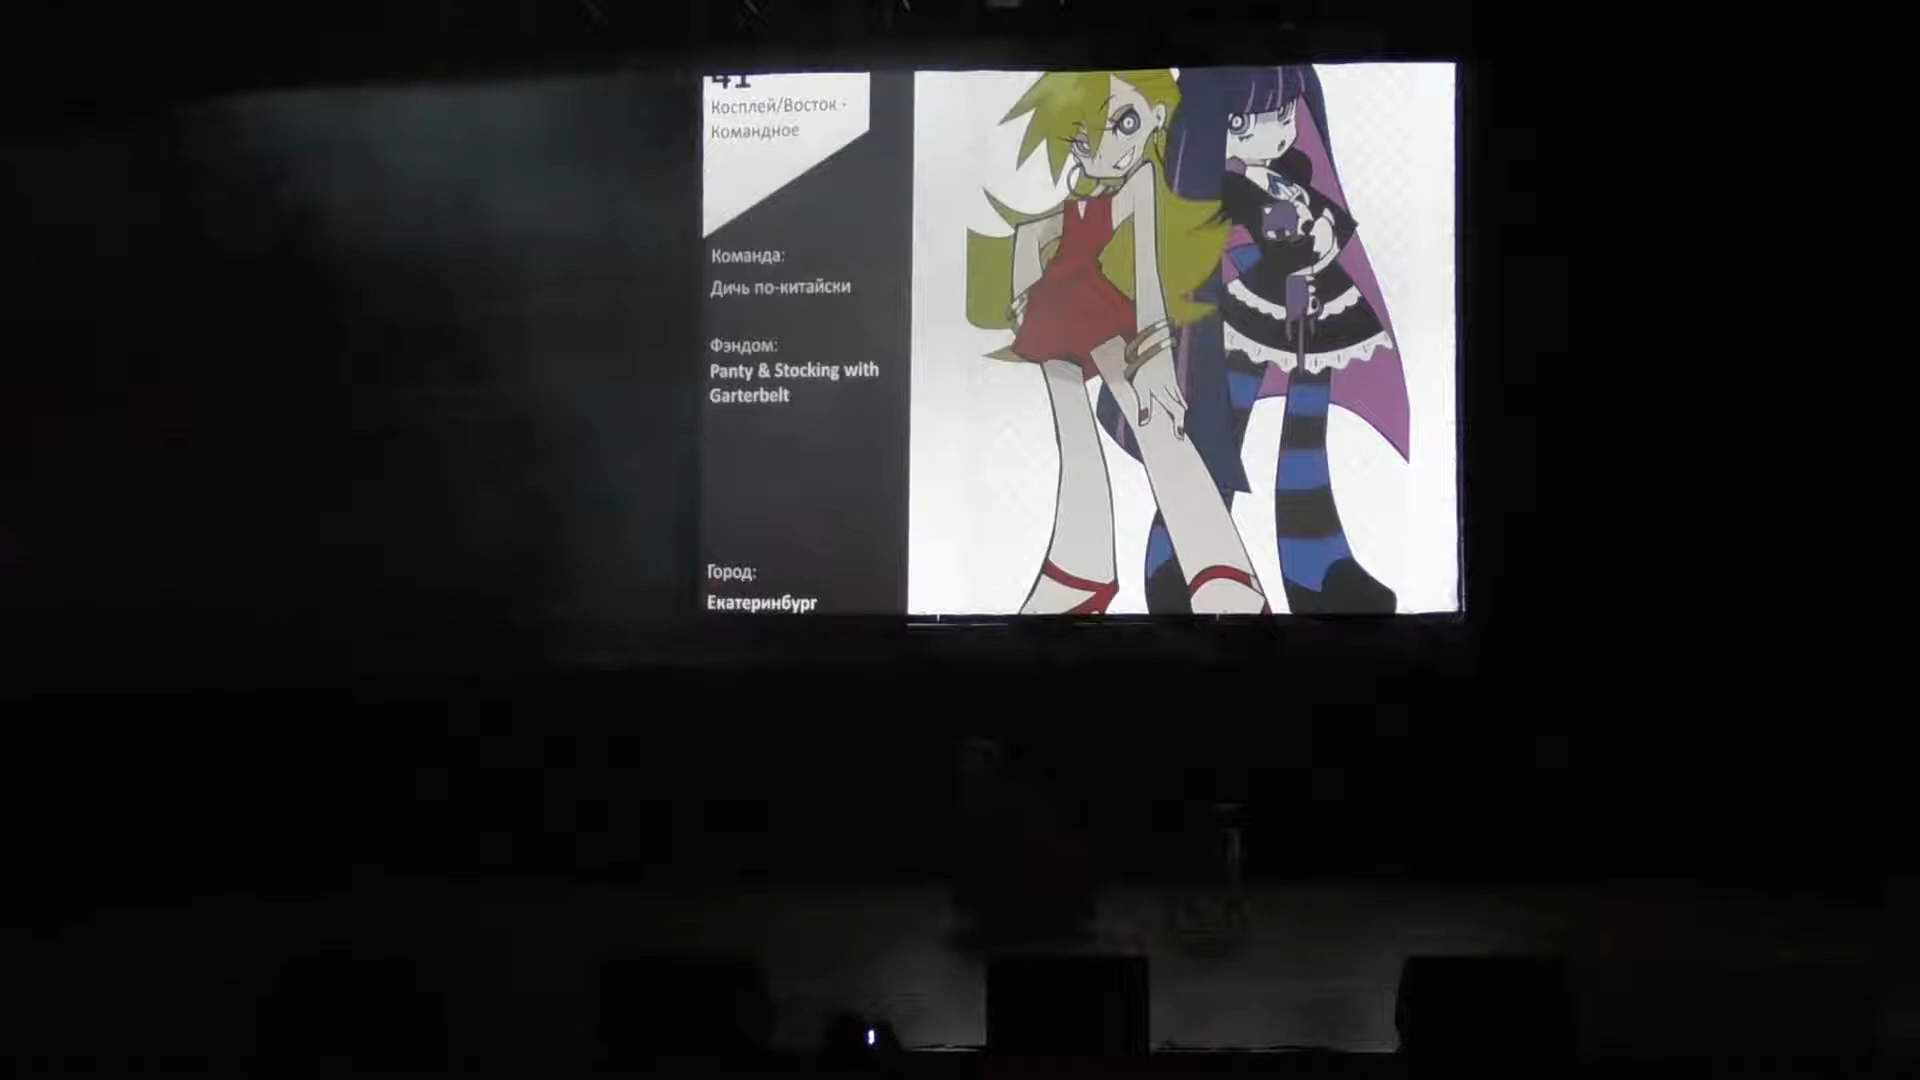 41
Косплей/Восток -
Командное
Команда:
Дичь по-китайски
Фэндом:
Panty & Stocking with
Garterbelt
Город:
Екатеринбург